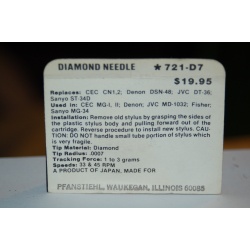 DIAMOND NEEDLE ★ 721-D7
$19.95
Replaces: CEC CN1,2; Denon DSN-48; JVC DT-36;
Sanyo ST-34D
Used In: CEC MG-I, II; Denon; JVC MD-1032; Fisher;
Sanyo MG-34
Installation: Remove old stylus by grasping the sides of
the plastic stylus body and pulling forward out of the
cartridge. Reverse procedure to install new stylus. CAU-
TION: DO NOT handle small tube portion of stylus which
is very fragile.
Tip Material: Diamond
Tip Radius: .0007
Tracking Force: 1 to 3 grams
Speeds: 33 & 45 RPM
A PRODUCT OF JAPAN, MADE FOR
PFANSTIEHL, WAUKEGAN, ILLINOIS 60085